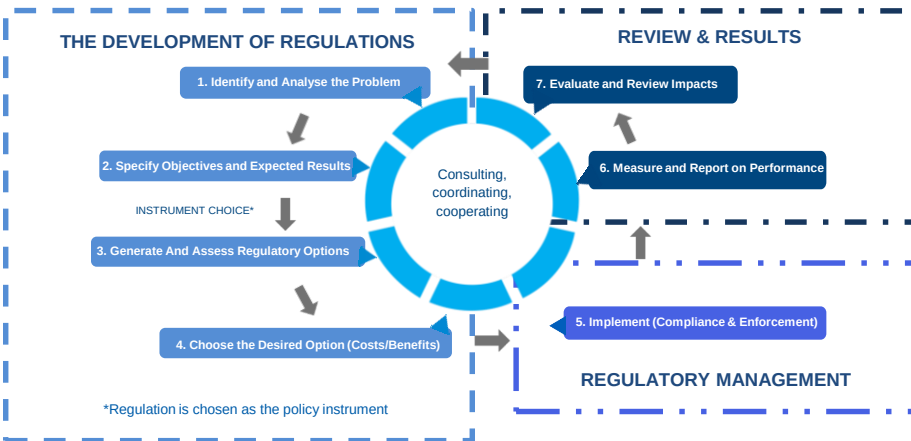 THE DEVELOPMENT OF REGULATIONS
1. Identify and Analyse the Problem
2. Specify Objectives and Expected Results
INSTRUMENT CHOICE*
3. Generate And Assess Regulatory Options
4. Choose the Desired Option (Costs/Benefits)
*Regulation is chosen as the policy instrument
Consulting,
coordinating,
cooperating
REVIEW & RESULTS
7. Evaluate and Review Impacts
6. Measure and Report on Performance
5. Implement (Compliance & Enforcement)
REGULATORY MANAGEMENT